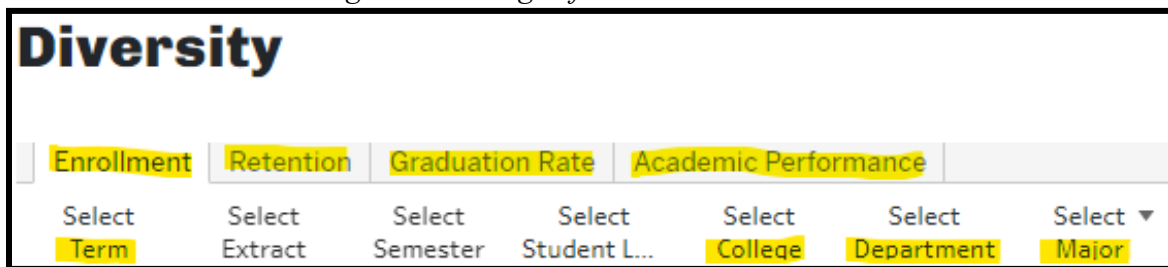 Diversity
Enrollment Retention Graduation Rate Academic Performance
Select Select Select Select Select Select Select
Term Extract Semester Student L... College Department Major